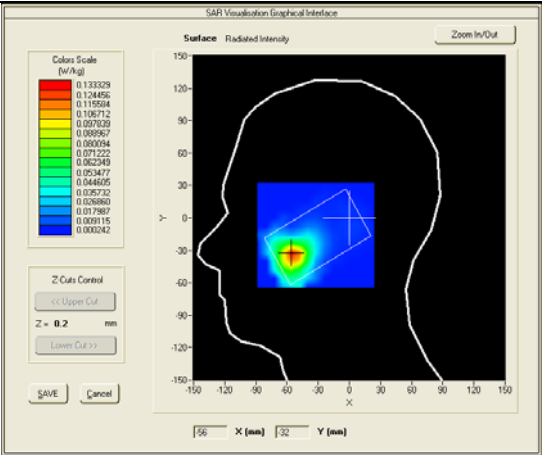 SAR Visualisation Graphical Interface
Surface Radiated Intensity
Zoom In/Out
Colors Scale
(W/kg)
0.133329
0.124456
0.115584
0.106712
0.097839
0.088967
0.080094
0.071222
0.062349
0.053477
0.044605
0.035732
0.026860
0.017987
0.009115
0.000242
Z-Cuts Control
<< Upper Cut
Z = 0.2 mm
Lower Cut >>
SAVE
Cancel
150
120
90
60
30
0
-30
-60
-90
-120
-150
Y
-150 -120 -90 -60 -30 0 30 60 90 120 150
X
-56 X (mm) -32 Y (mm)